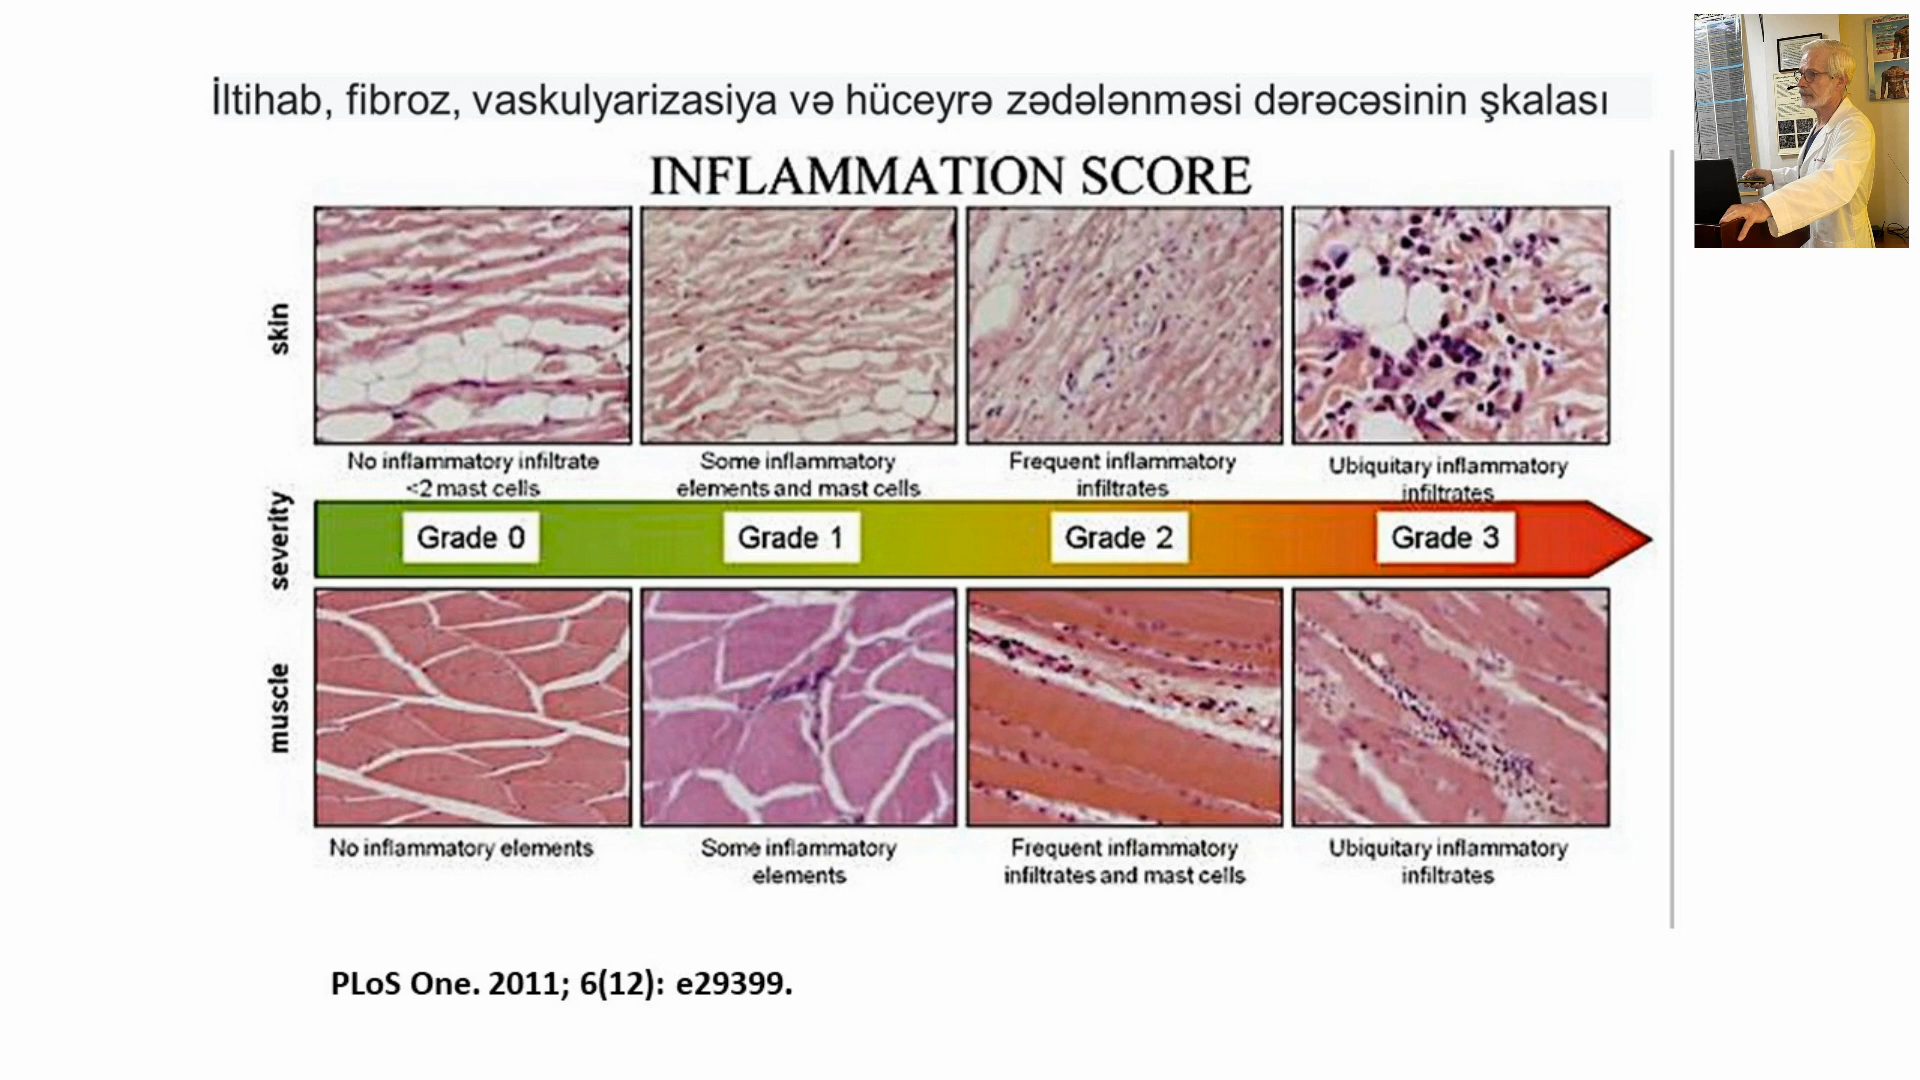 İltihab, fibroz, vaskulyarizasiya və hüceyrə zədələnməsi dərəcəsinin şkalası
INFLAMMATION SCORE
skin
No inflammatory infiltrate
<2 mast cells
Some inflammatory
elements and mast cells
Frequent inflammatory
infiltrates
Ubiquitary inflammatory
infiltrates
severity
Grade 0
Grade 1
Grade 2
Grade 3
muscle
No inflammatory elements
Some inflammatory
elements
Frequent inflammatory
infiltrates and mast cells
Ubiquitary inflammatory
infiltrates
PLoS One. 2011; 6(12): e29399.